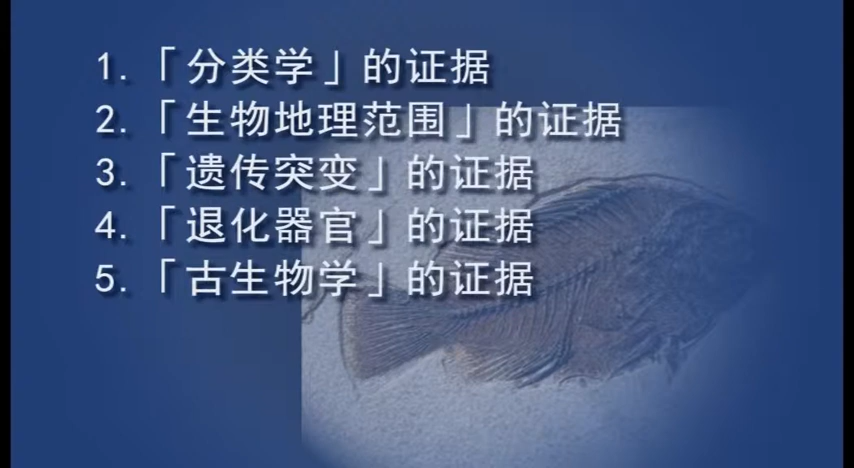 1.「分类学」的证据
2.「生物地理范围」的证据
3.「遗传突变」的证据
4.「退化器官」的证据
5.「古生物学」的证据